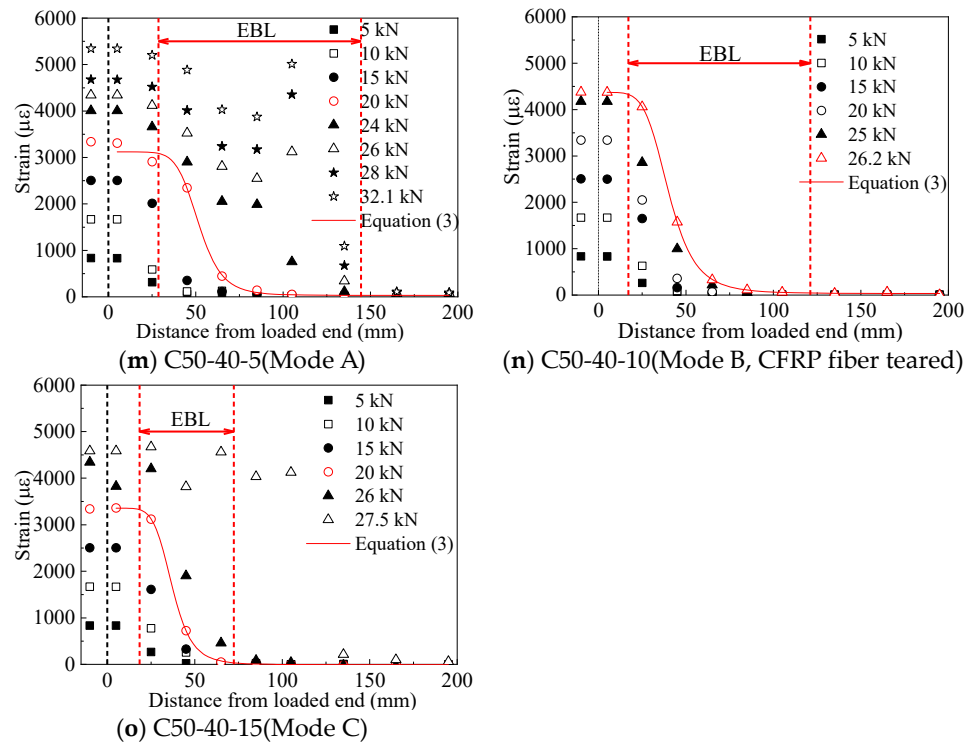 6000
5000
4000
3000
2000
1000
0
Strain (με)
EBL
5 kN
10 kN
15 kN
20 kN
24 kN
26 kN
28 kN
32.1 kN
Equation (3)
0 50 100 150 200
Distance from loaded end (mm)
(m) C50-40-5(Mode A)
6000
5000
4000
3000
2000
1000
0
Strain (με)
EBL
5 kN
10 kN
15 kN
20 kN
25 kN
26.2 kN
Equation (3)
0 50 100 150 200
Distance from loaded end (mm)
(n) C50-40-10(Mode B, CFRP fiber teared)
6000
5000
4000
3000
2000
1000
0
Strain (με)
EBL
5 kN
10 kN
15 kN
20 kN
26 kN
27.5 kN
Equation (3)
0 50 100 150 200
Distance from loaded end (mm)
(o) C50-40-15(Mode C)